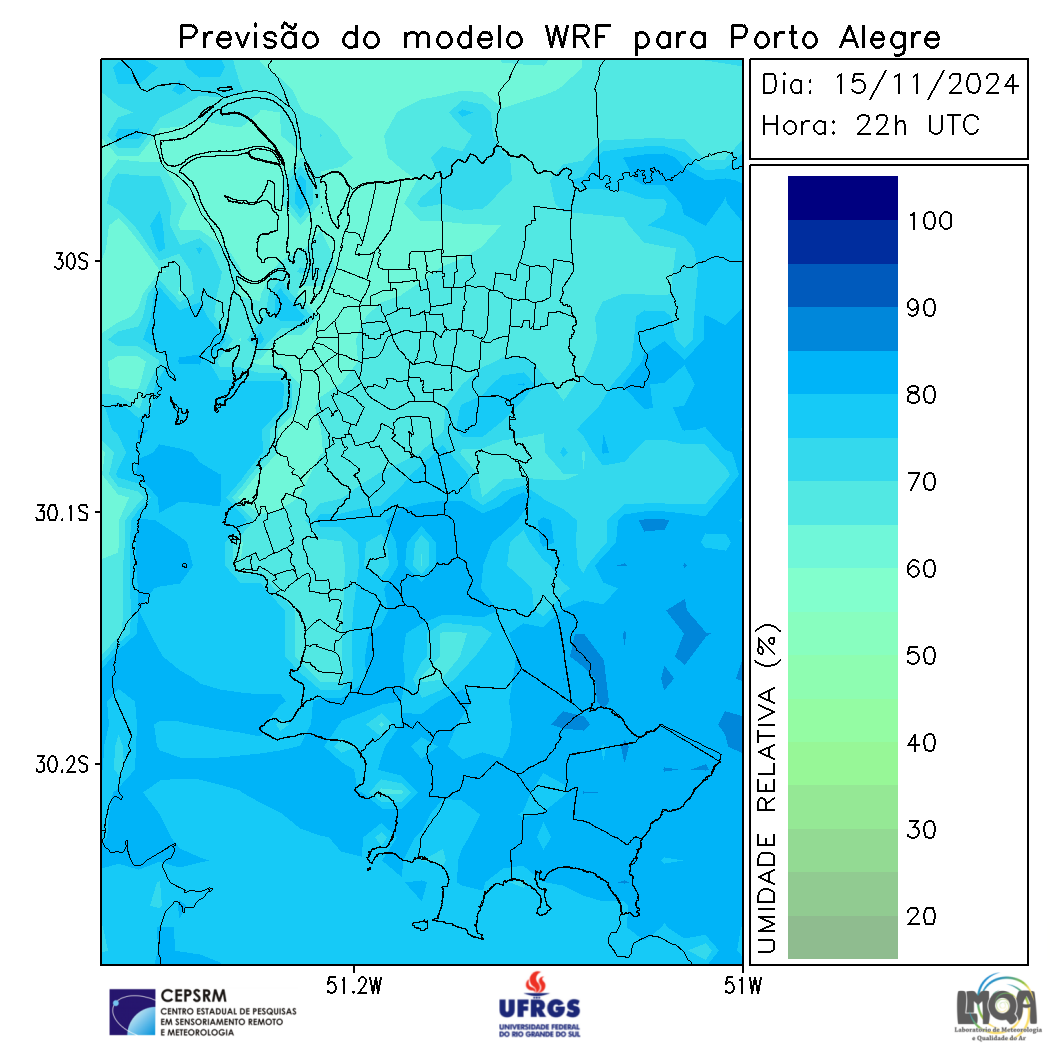 Previsão do modelo WRF para Porto Alegre
Dia: 15/11/2024
Hora: 22h UTC
100
90
80
70
60
50
40
30
20
UMIDADE RELATIVA (%)
30S
30.1S
30.2S
51.2W
51W
CEPSRM
CENTRO ESTADUAL DE PESQUISAS
EM SENSORIAMENTO REMOTO
E METEOROLOGIA
UFRGS
UNIVERSIDADE FEDERAL
DO RIO GRANDE DO SUL
LMQA
Laboratório de Meteorologia
e Qualidade do Ar